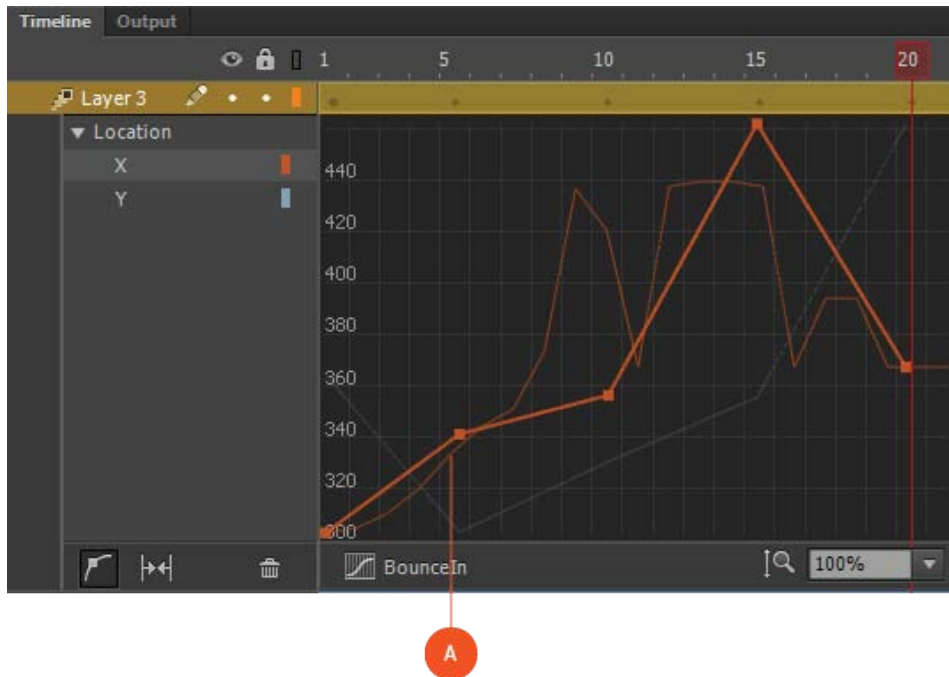 Timeline Output
1 5 10 15 20
Layer 3
Location
X
Y
440
420
400
380
360
340
320
300
BounceIn 100%
A